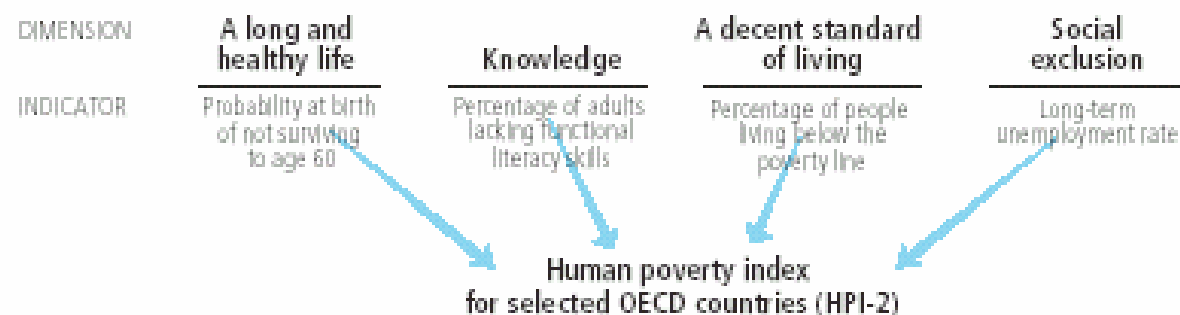 DIMENSION
A long and
healthy life
Knowledge
A decent standard
of living
Social
exclusion
INDICATOR
Probability at birth
of not surviving
to age 60
Percentage of adults
lacking functional
literacy skills
Percentage of people
living below the
poverty line
Long-term
unemployment rate
Human poverty index
for selected OECD countries (HPI-2)